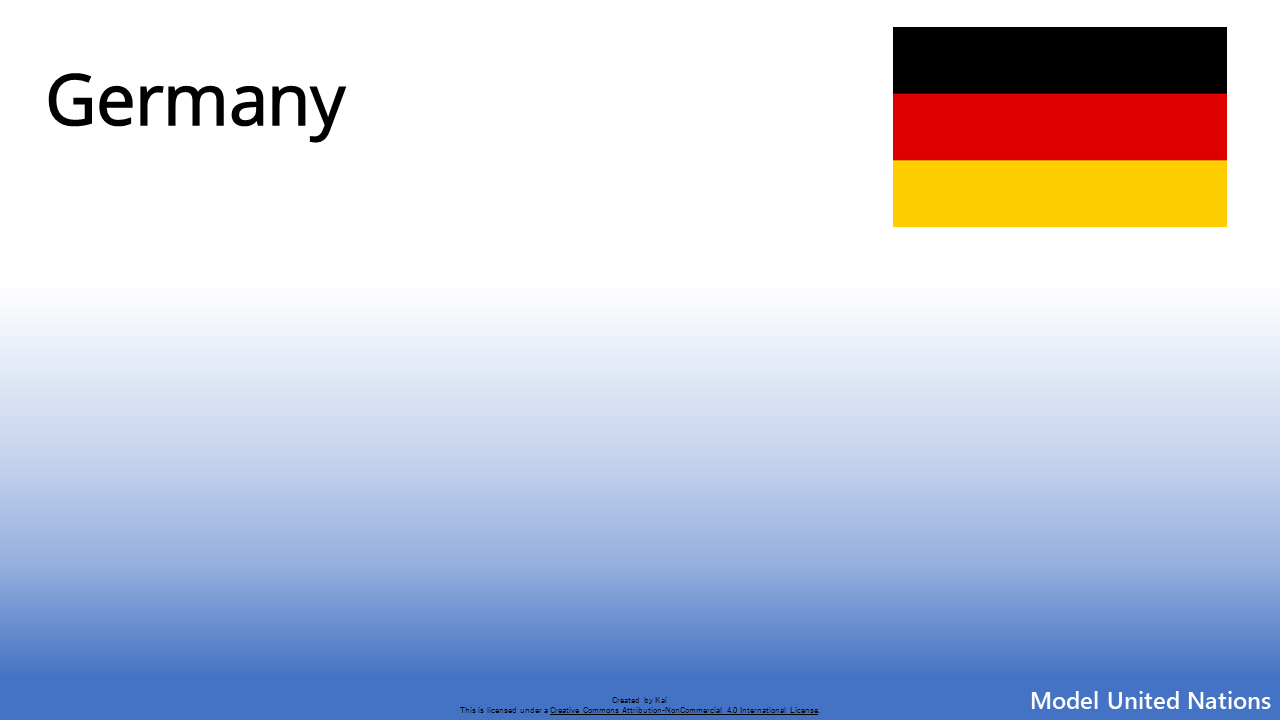 Germany
Created by Kai
This is licensed under a Creative Commons Attribution-NonCommercial 4.0 International License.
Model United Nations